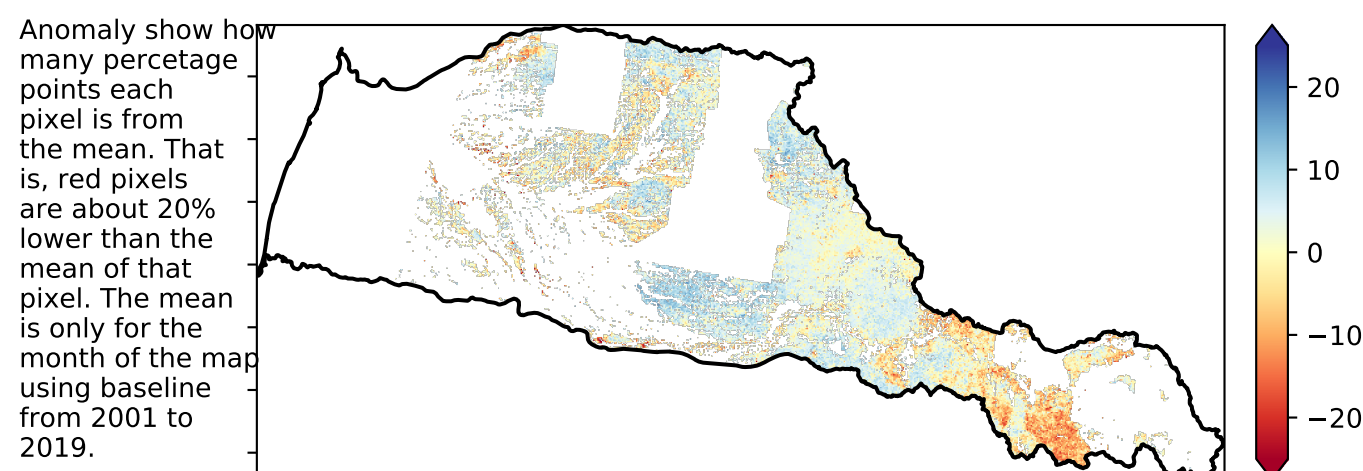 Anomaly show how
many percetage
points each
pixel is from
the mean. That
is, red pixels
are about 20%
lower than the
mean of that
pixel. The mean
is only for the
month of the map
using baseline
from 2001 to
2019.
20
10
0
−10
−20